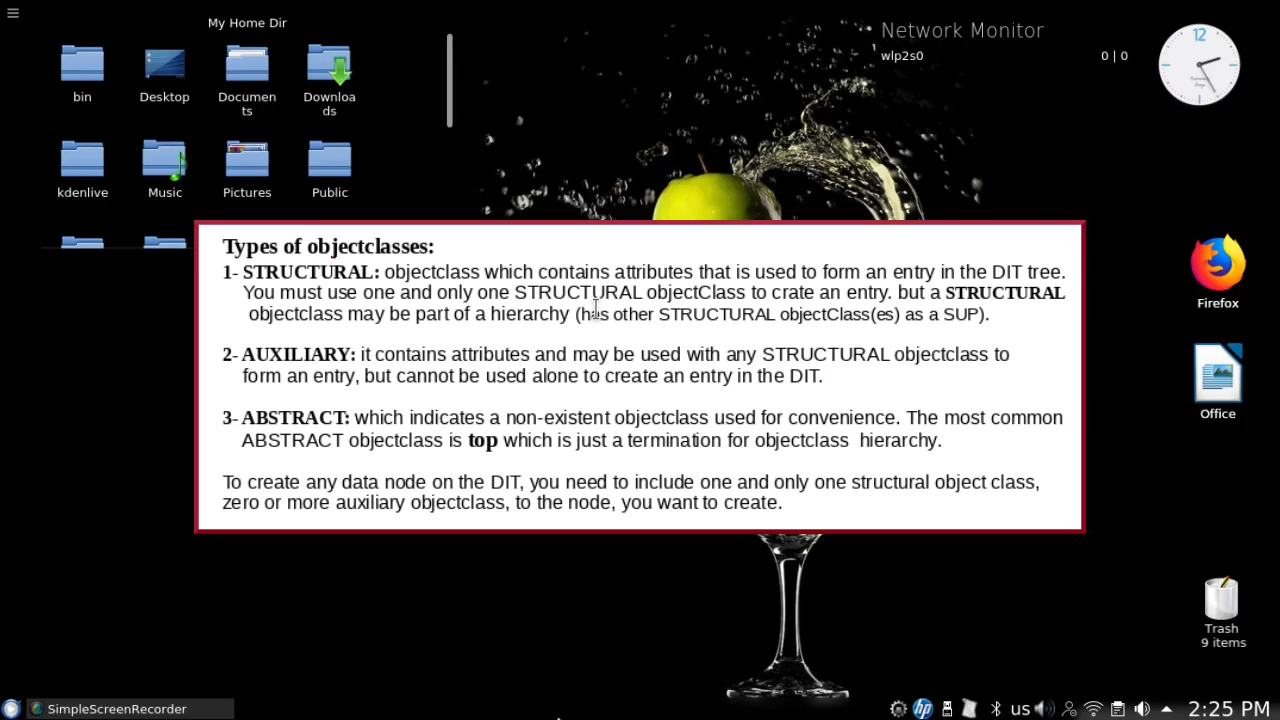 My Home Dir
bin
Desktop
Documen
ts
Downloa
ds
kdenlive
Music
Pictures
Public
Network Monitor
wlp2s0
0 | 0
12
Types of objectclasses:
1- STRUCTURAL: objectclass which contains attributes that is used to form an entry in the DIT tree.
You must use one and only one STRUCTURAL objectClass to crate an entry. but a STRUCTURAL
objectclass may be part of a hierarchy (has other STRUCTURAL objectClass(es) as a SUP).
2- AUXILIARY: it contains attributes and may be used with any STRUCTURAL objectclass to
form an entry, but cannot be used alone to create an entry in the DIT.
3- ABSTRACT: which indicates a non-existent objectclass used for convenience. The most common
ABSTRACT objectclass is top which is just a termination for objectclass hierarchy.
To create any data node on the DIT, you need to include one and only one structural object class,
zero or more auxiliary objectclass, to the node, you want to create.
Firefox
Office
Trash
9 items
SimpleScreenRecorder
hp
us
2:25 PM